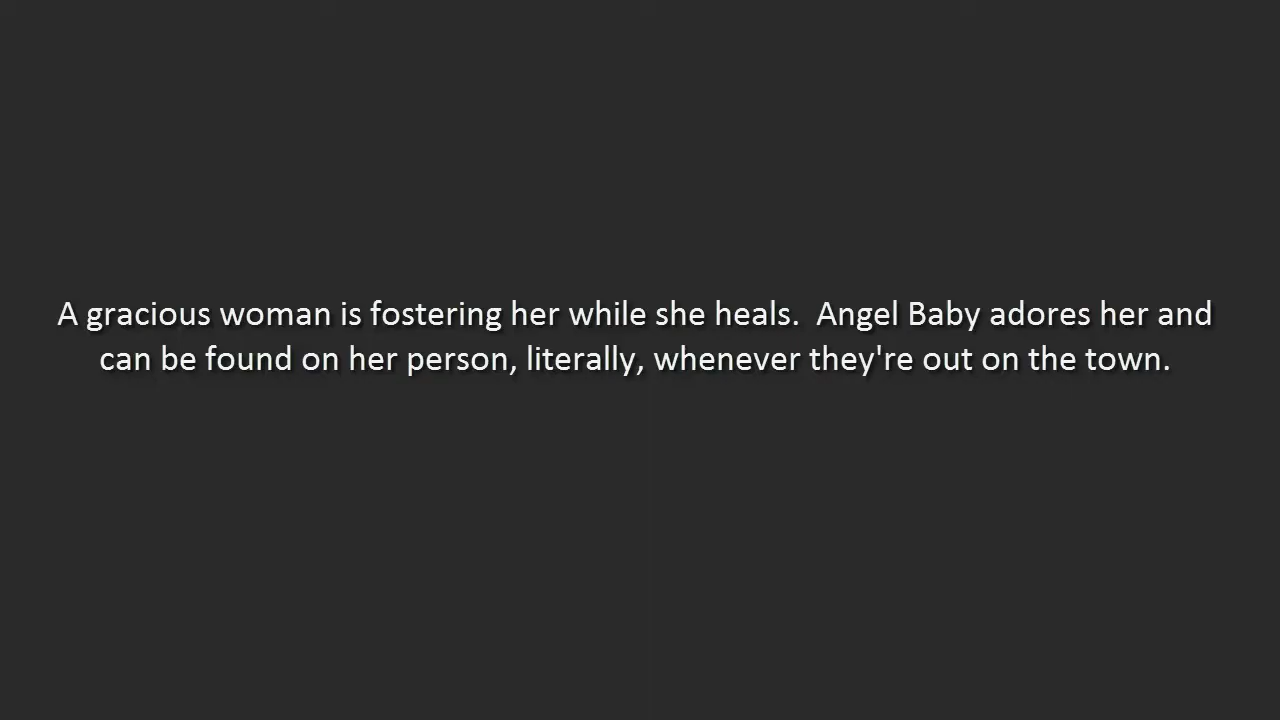 A gracious woman is fostering her while she heals.  Angel Baby adores her and
can be found on her person, literally, whenever they're out on the town.